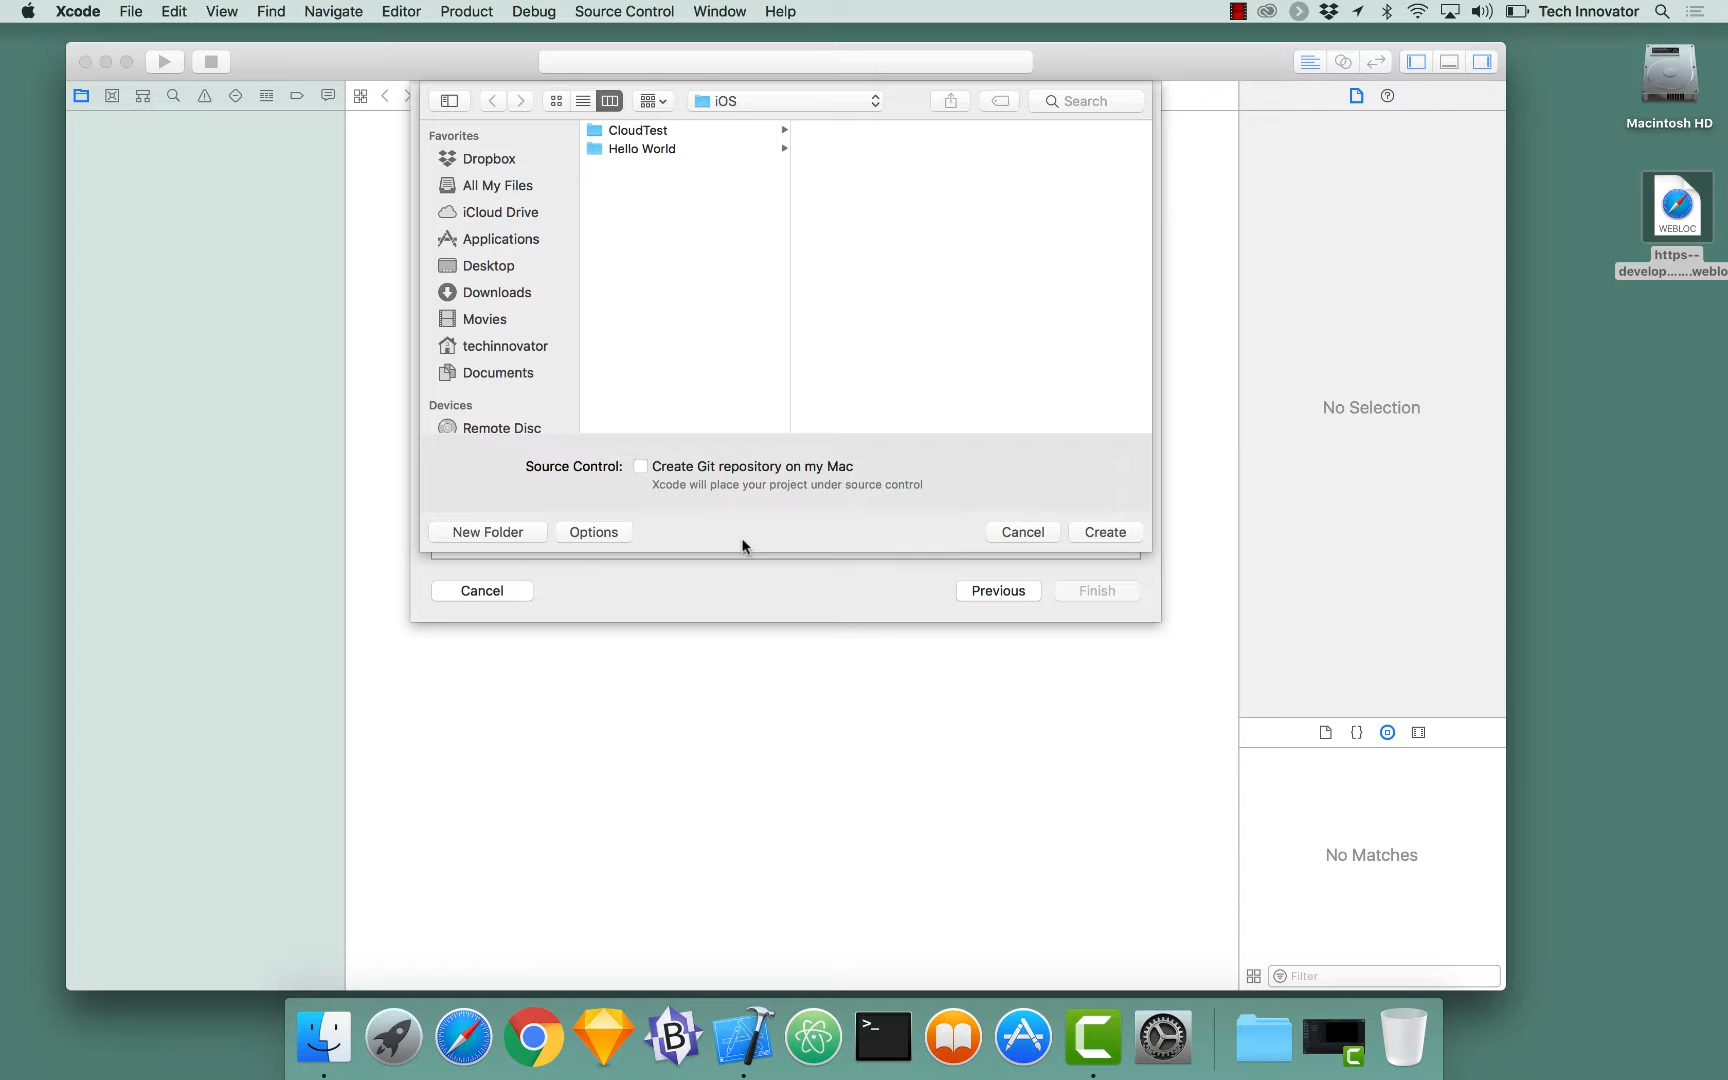 Xcode File Edit View Find Navigate Editor Product Debug Source Control Window Help Tech Innovator
iOS
Search
Favorites
Dropbox
All My Files
iCloud Drive
Applications
Desktop
Downloads
Movies
techinnovator
Documents
Devices
Remote Disc
CloudTest
Hello World
Source Control: Create Git repository on my Mac
Xcode will place your project under source control
New Folder Options Cancel Create
Cancel Previous Finish
No Selection
{}
No Matches
Filter
Macintosh HD
WEBLOC
https--
develop.......weblo
B
>_
C
C